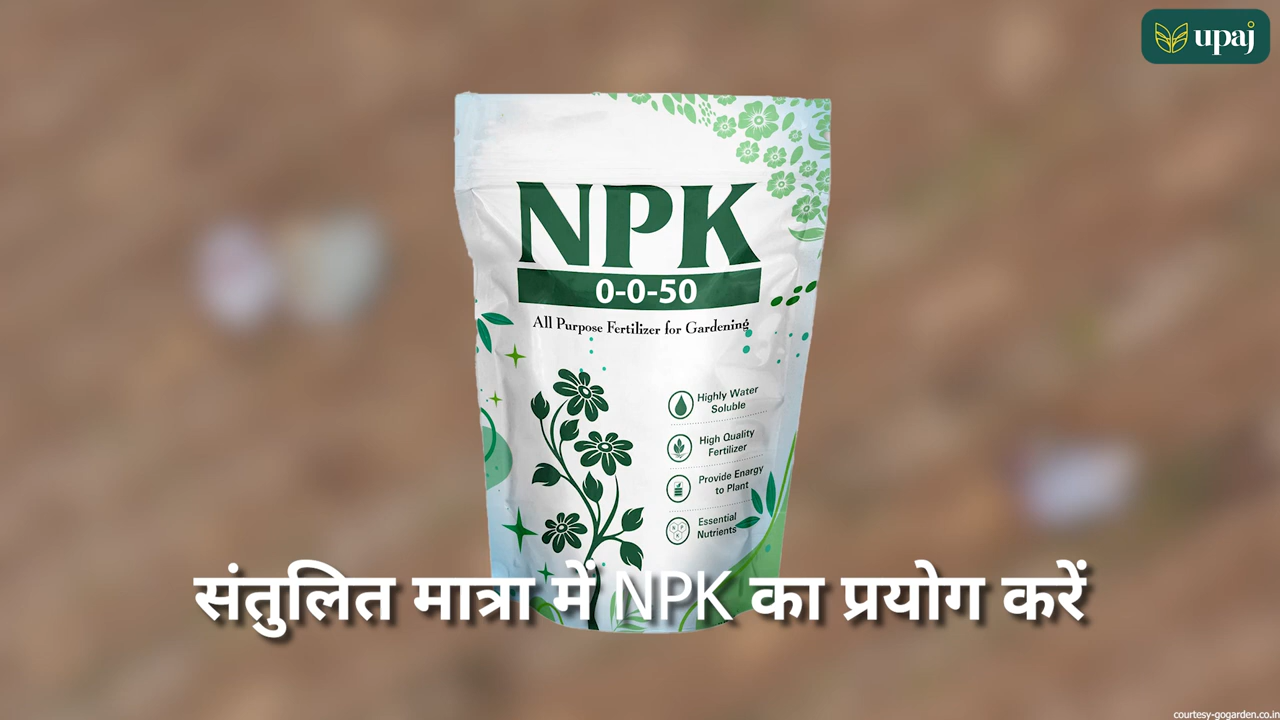 upaj
NPK
0-0-50
All Purpose Fertilizer for Gardening
Highly Water
Soluble
High Quality
Fertilizer
Provide Energy
to Plant
Essential
Nutrients
संतुलित मात्रा में NPK का प्रयोग करें
courtesy-gogarden.co.in